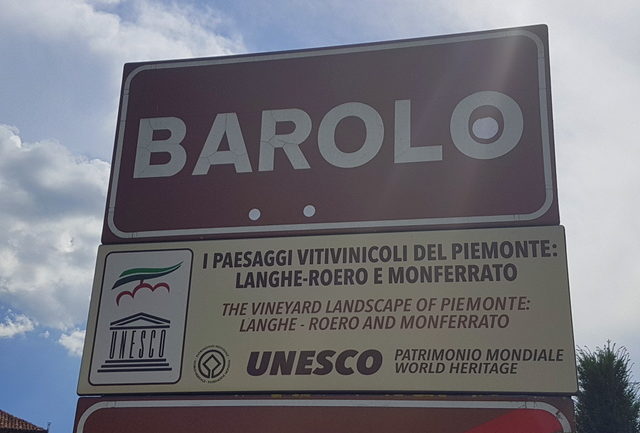 BAROLO
I PAESAGGI VITIVINICOLI DEL PIEMONTE:
LANGHE-ROERO E MONFERRATO
THE VINEYARD LANDSCAPE OF PIEMONTE:
LANGHE - ROERO AND MONFERRATO
UNESCO
UNESCO
PATRIMONIO MONDIALE
WORLD HERITAGE